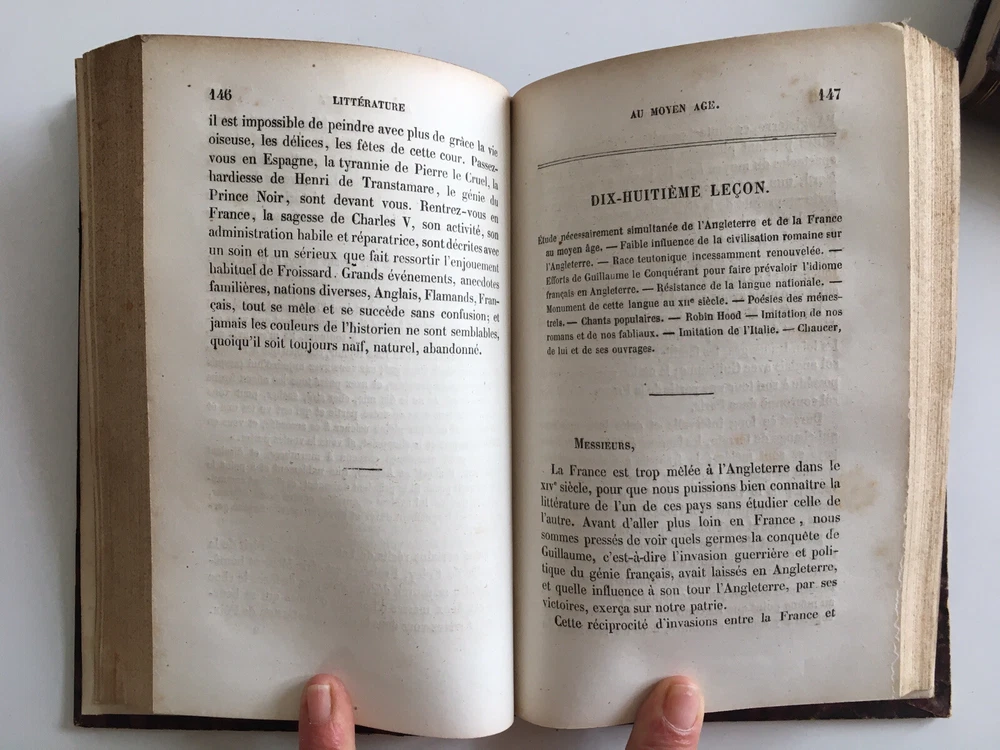 146
LITTÉRATURE
il est impossible de peindre avec plus de grâce la vie
oiseuse, les délices, les fêtes de cette cour. Passez-
vous en Espagne, la tyrannie de Pierre le Cruel, la
hardiesse de Henri de Transtamare, le génie du
Prince Noir, sont devant vous. Rentrez-vous en
France, la sagesse de Charles V, son activité, son
administration habile et réparatrice, sont décrites avec
un soin et un sérieux que fait ressortir l'enjouement
habituel de Froissard. Grands événements, anecdotes
familières, nations diverses, Anglais, Flamands, Fran-
çais, tout se mêle et se succède sans confusion; et
jamais les couleurs de l'historien ne sont semblables,
quoiqu'il soit toujours naïf, naturel, abandonné.
AU MOYEN AGE.
147
DIX-HUITIÈME LEÇON.
Étude nécessairement simultanée de l'Angleterre et de la France
au moyen âge. — Faible influence de la civilisation romaine sur
l'Angleterre. — Race teutonique incessamment renouvelée. —
Efforts de Guillaume le Conquérant pour faire prévaloir l'idiome
français en Angleterre. — Résistance de la langue nationale. —
Monument de cette langue au XIIe siècle. — Poésies des ménes-
trels. — Chants populaires. — Robin Hood — Imitation de nos
romans et de nos fabliaux. — Imitation de l'Italie. — Chaucer,
de lui et de ses ouvrages.
MESSIEURS,
La France est trop mêlée à l'Angleterre dans le
XIVe siècle, pour que nous puissions bien connaître la
littérature de l'un de ces pays sans étudier celle de
l'autre. Avant d'aller plus loin en France, nous
sommes pressés de voir quels germes la conquête de
Guillaume, c'est-à-dire l'invasion guerrière et poli-
tique du génie français, avait laissés en Angleterre,
et quelle influence à son tour l'Angleterre, par ses
victoires, exerça sur notre patrie.
Cette réciprocité d'invasions entre la France et